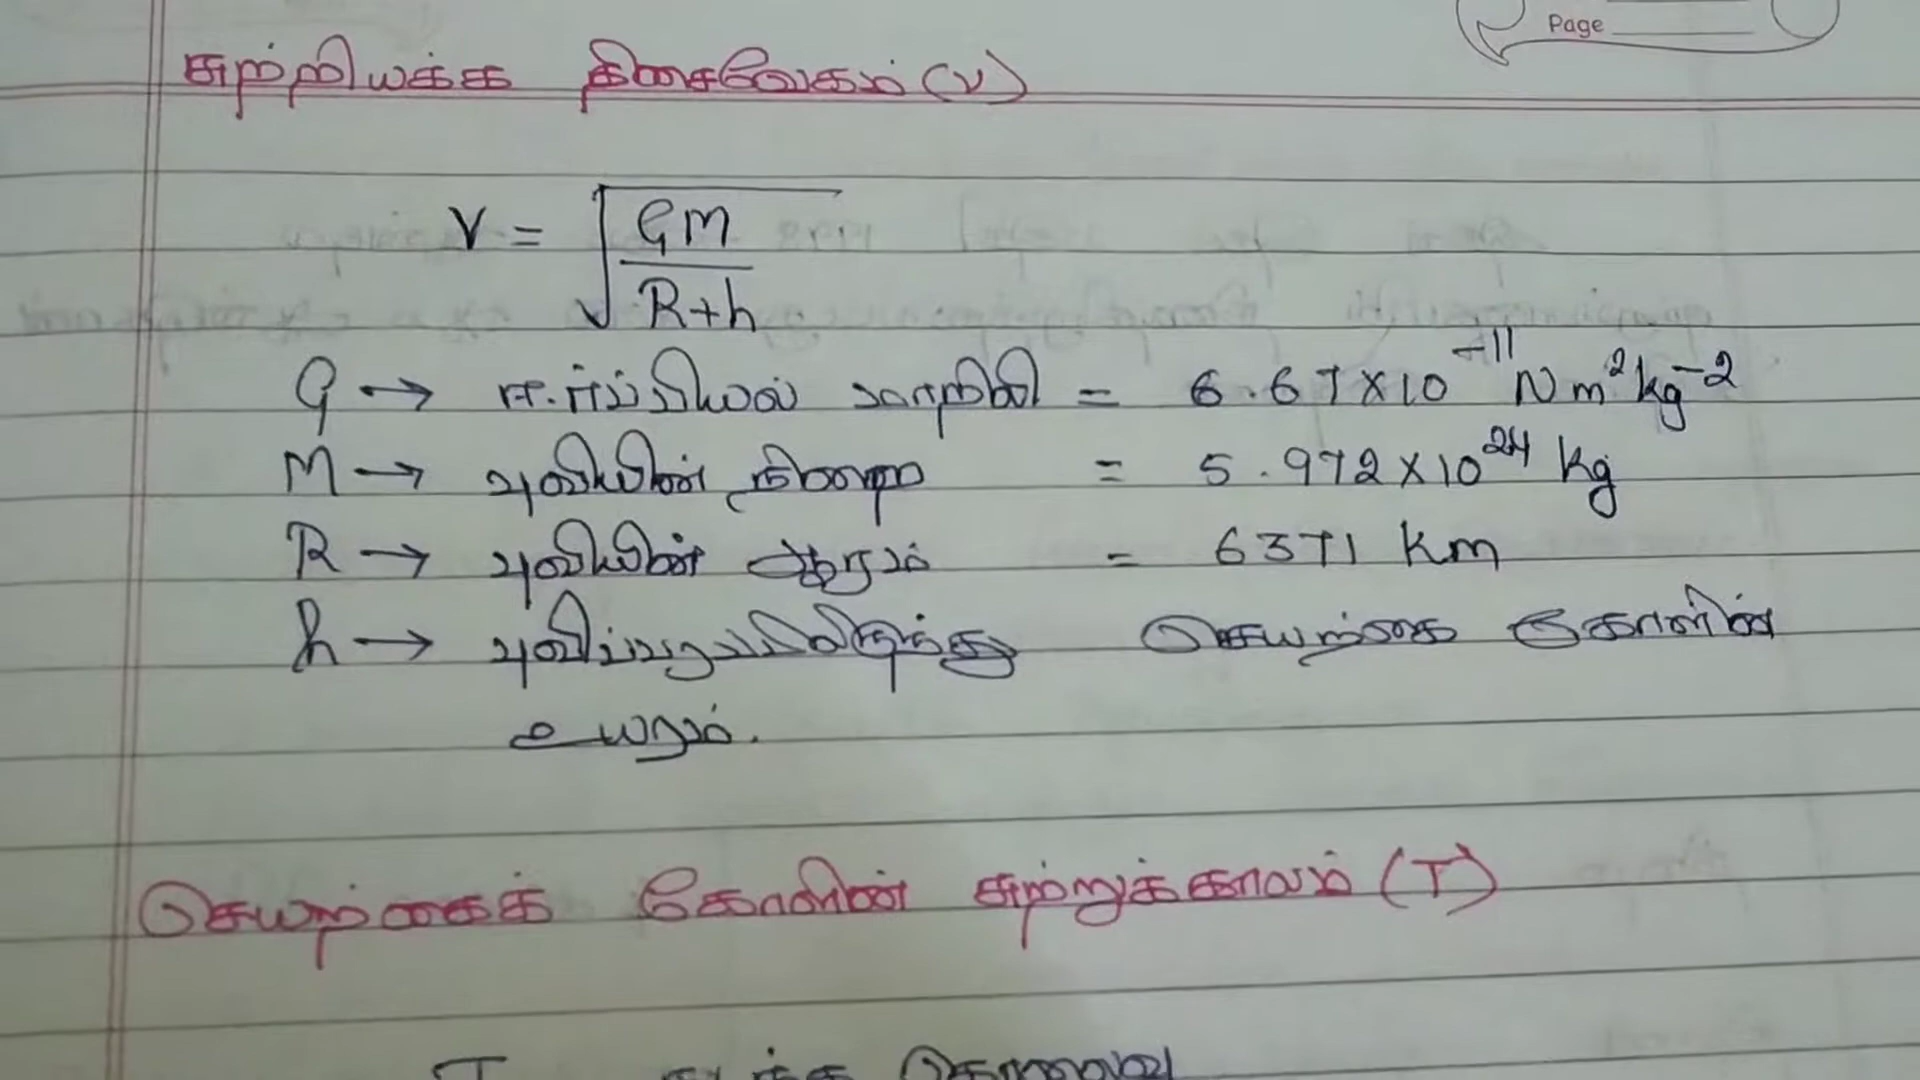 Page
சுற்றியக்க திசைவேகம் (V)
V = √GM/R+h
G → ஈர்ப்பியல் மாறிலி = 6.67×10⁻¹¹ Nm²kg⁻²
M → புவியின் நிறை = 5.972×10²⁴ kg
R → புவியின் ஆரம் = 6371 Km
h → புவிப்பரப்பிலிருந்து செயற்கை கோளின்
உயரம்.
செயற்கைக் கோளின் சுற்றுக்காலம் (T)
T கடந்த தொலைவு